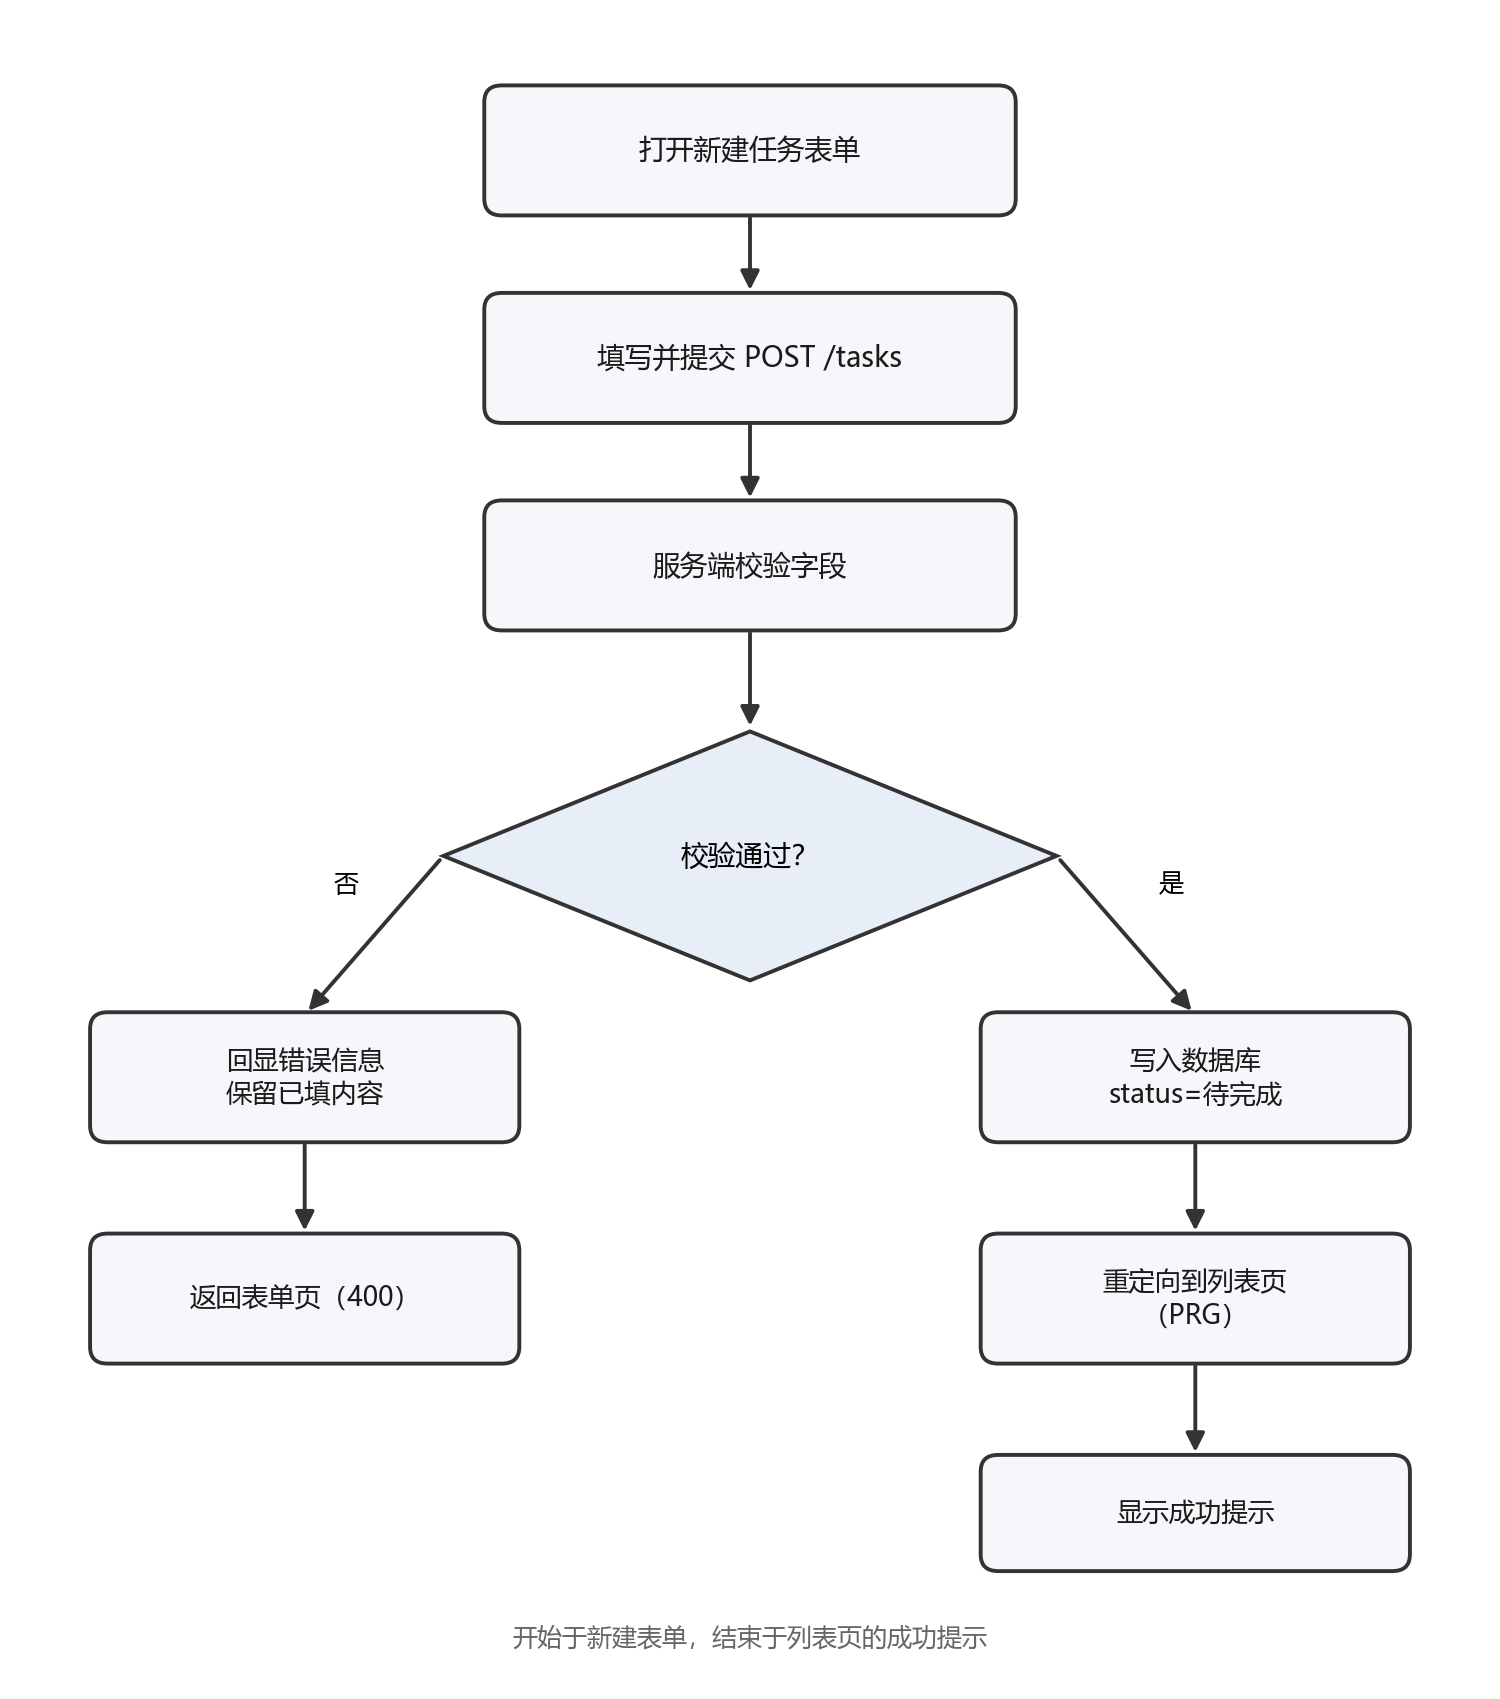 打开新建任务表单
填写并提交 POST /tasks
服务端校验字段
校验通过?
否
是
回显错误信息
保留已填内容
写入数据库
status=待完成
返回表单页（400）
重定向到列表页
（PRG）
显示成功提示
开始于新建表单，结束于列表页的成功提示